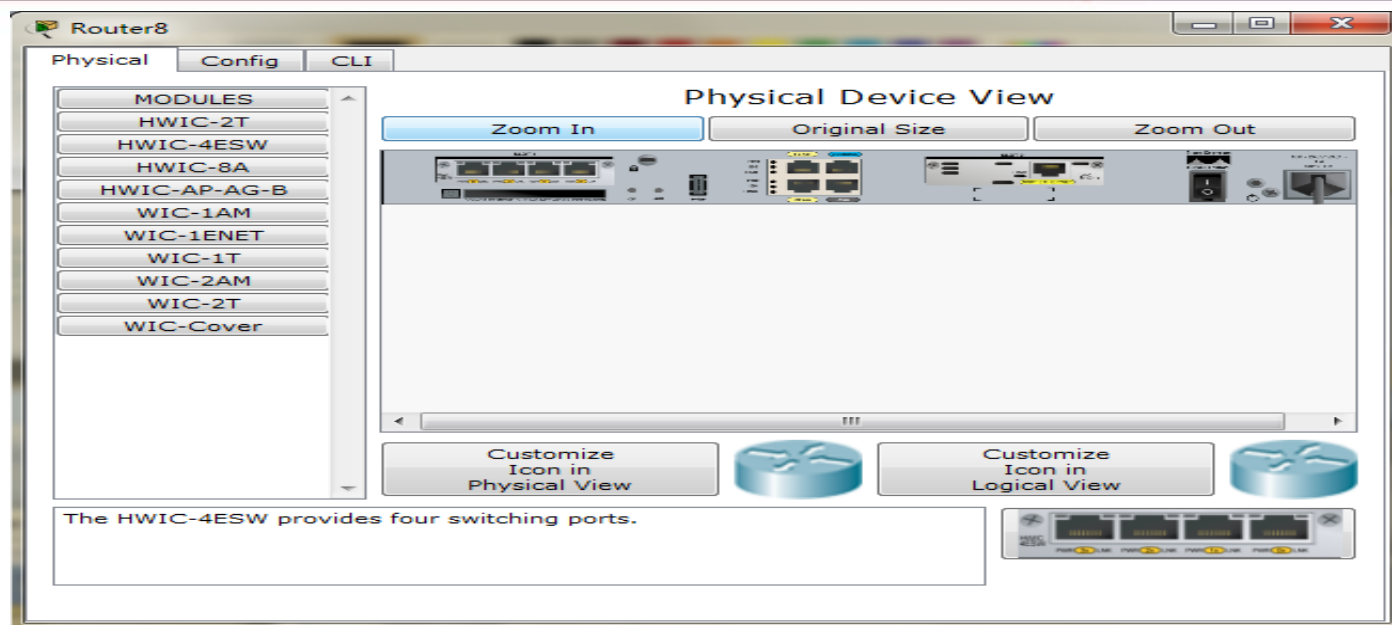 Router8
Physical
Config
CLI
MODULES
HWIC-2T
HWIC-4ESW
HWIC-8A
HWIC-AP-AG-B
WIC-1AM
WIC-1ENET
WIC-1T
WIC-2AM
WIC-2T
WIC-Cover
Physical Device View
Zoom In
Original Size
Zoom Out
Customize
Icon in
Physical View
Customize
Icon in
Logical View
The HWIC-4ESW provides four switching ports.
HWIC
4ESW